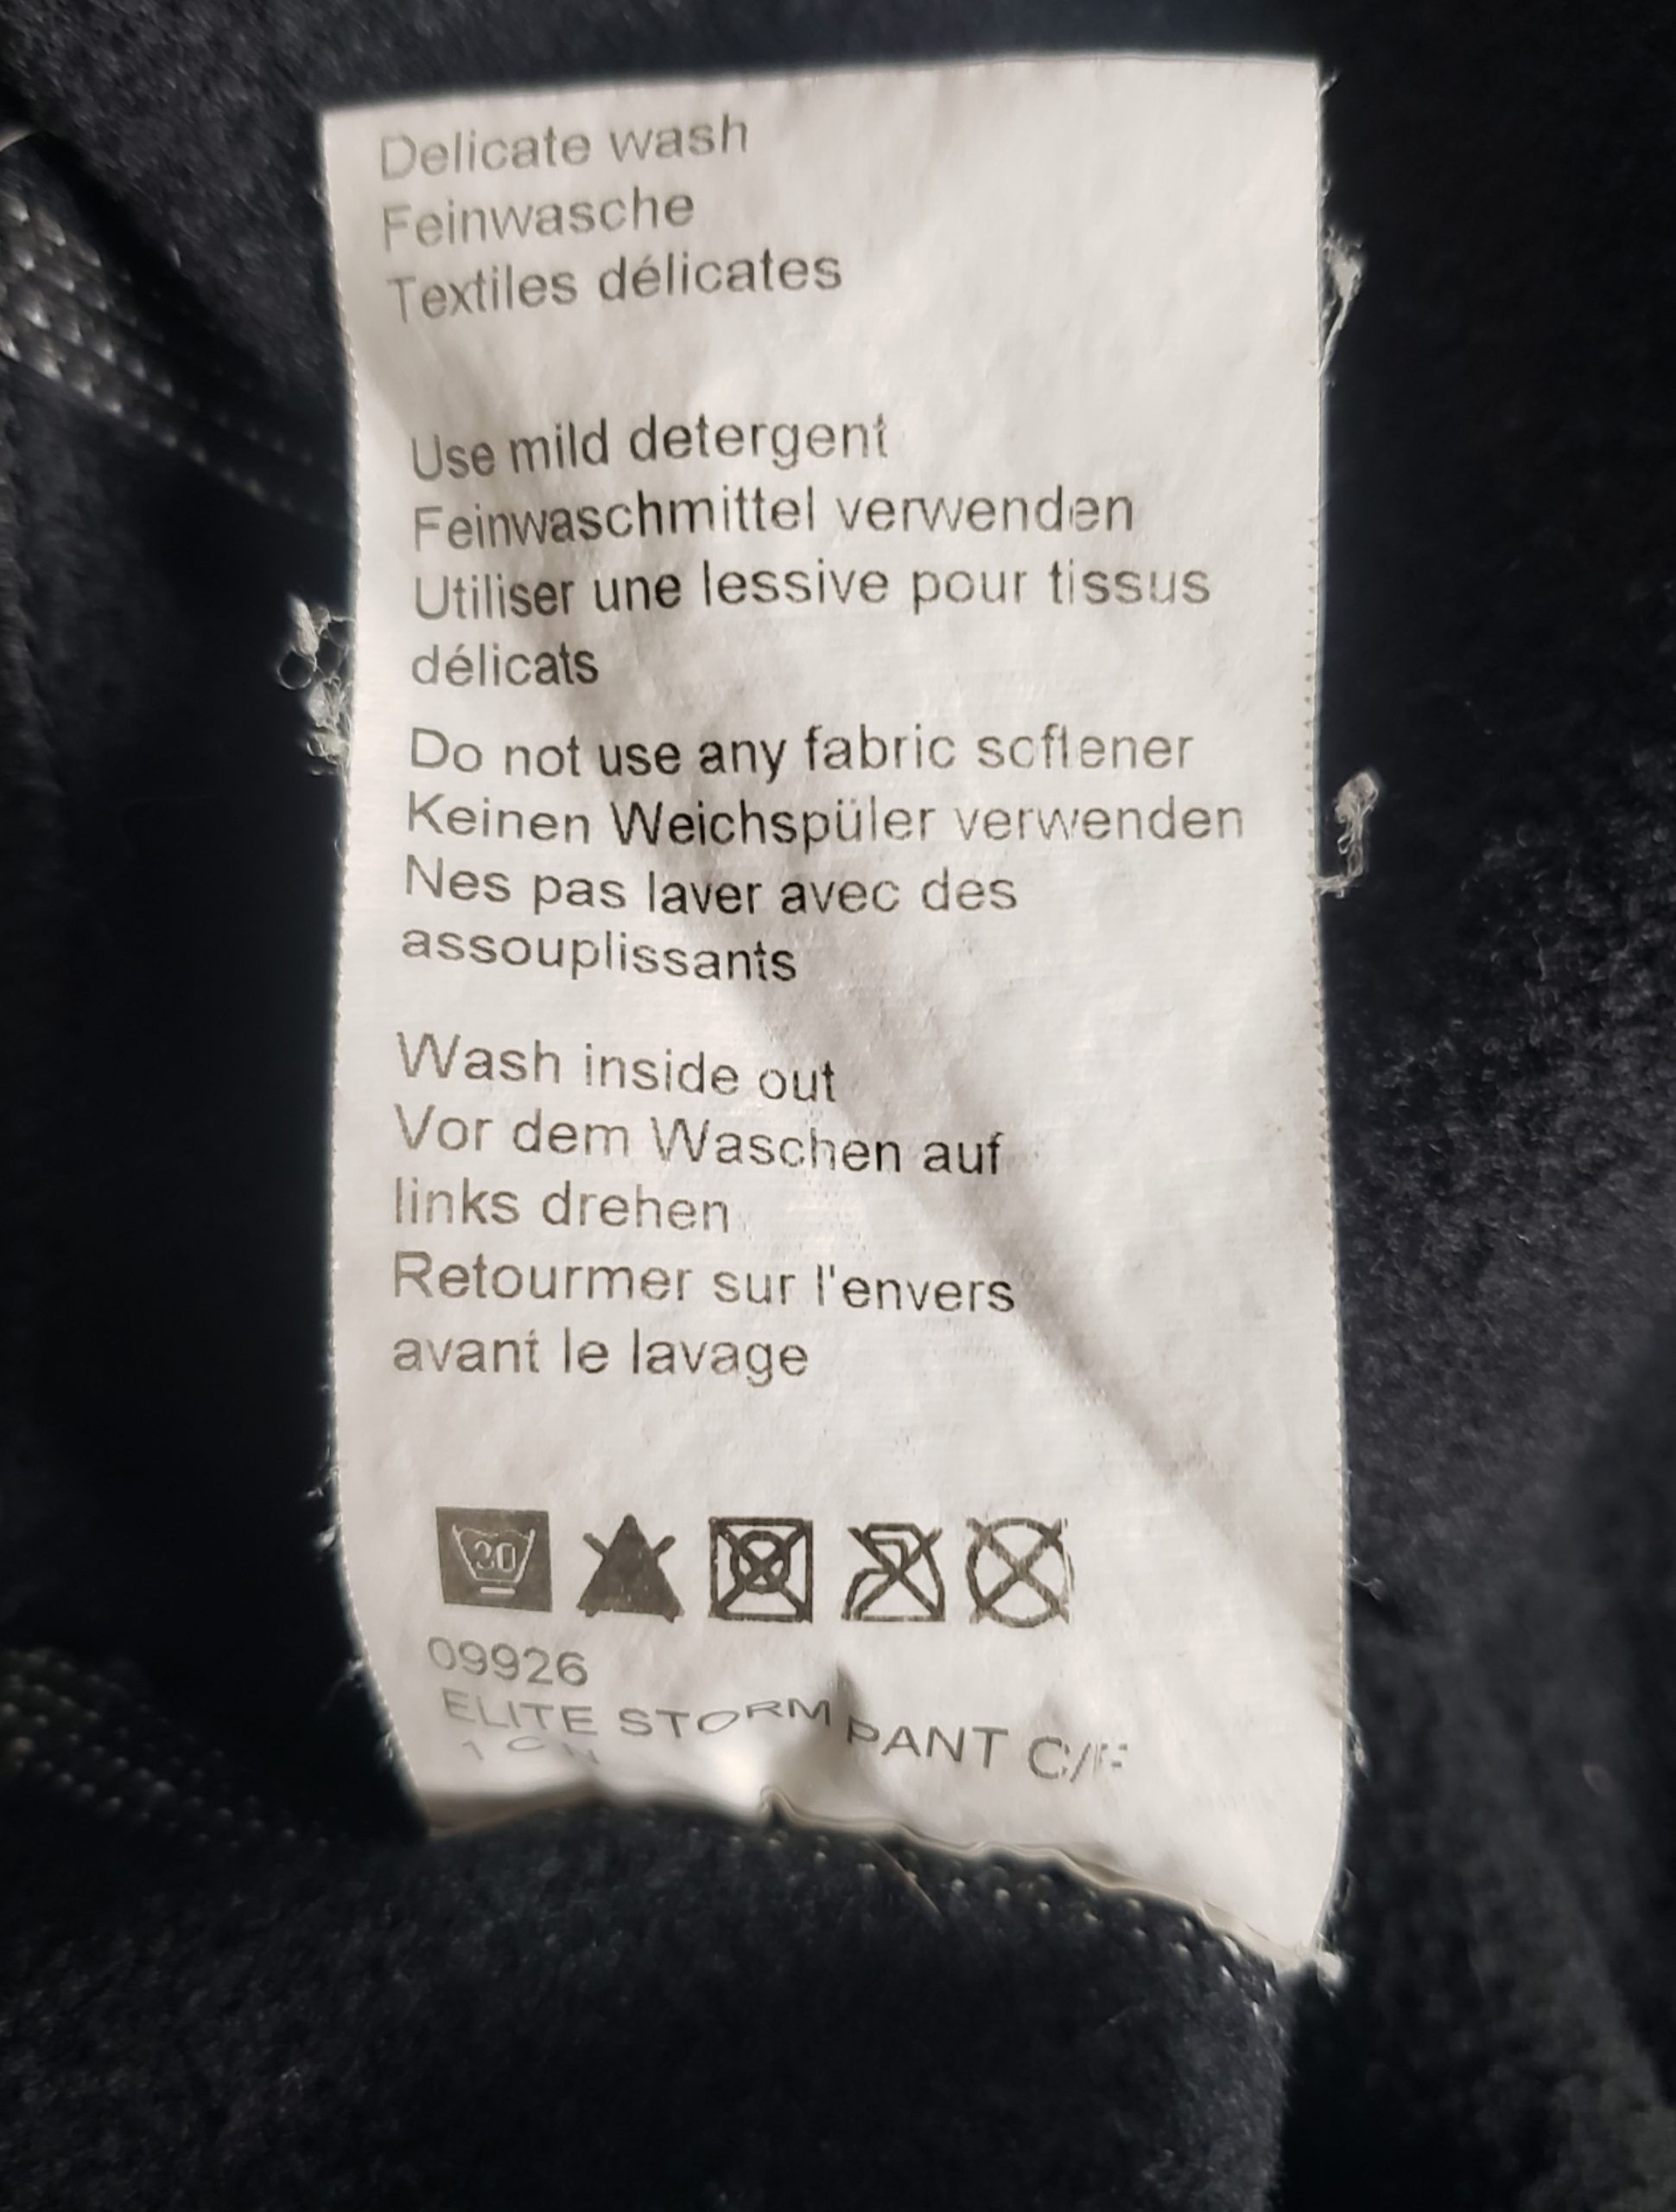 Delicate wash
Feinwasche
Textiles délicates
Use mild detergent
Feinwaschmittel verwenden
Utiliser une lessive pour tissus
délicats
Do not use any fabric softener
Keinen Weichspüler verwenden
Nes pas laver avec des
assouplissants
Wash inside out
Vor dem Waschen auf
links drehen
Retourmer sur l'envers
avant le lavage
30
09926
ELITE STORM PANT C/F